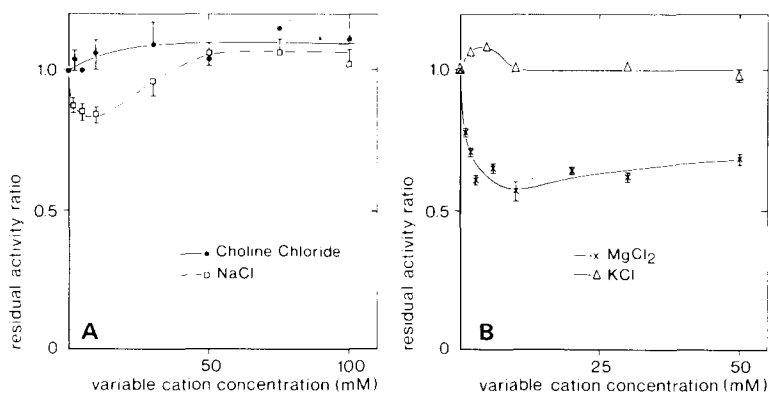 1.0
0.5
0
residual activity ratio
Choline Chloride
NaCl
A
50
100
variable cation concentration (mM)
1.0
0.5
0
residual activity ratio
MgCl2
KCl
B
25
50
variable cation concentration (mM)